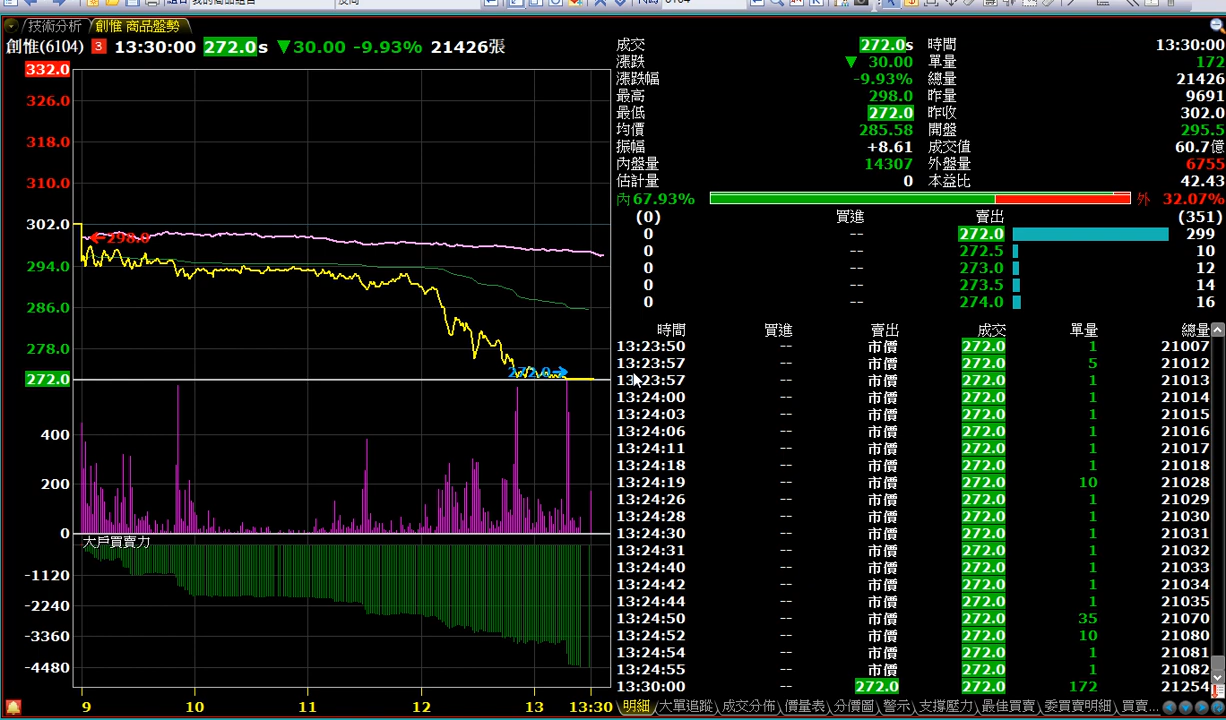 技術分析 創惟 商品盤勢
創惟(6104) 3 13:30:00 272.0s ▼30.00 -9.93% 21426張
332.0
326.0
318.0
310.0
302.0
294.0
286.0
278.0
272.0
298.0
272.0
400
200
0
大戶買賣力
-1120
-2240
-3360
-4480
9 10 11 12 13 13:30
成交 272.0s 時間 13:30:00
漲跌 ▼ 30.00 單量 172
漲跌幅 -9.93% 總量 21426
最高 298.0 昨量 9691
最低 272.0 昨收 302.0
均價 285.58 開盤 295.5
振幅 +8.61 成交值 60.7億
內盤量 14307 外盤量 6755
估計量 0 本益比 42.43
內67.93% 外 32.07%
(0) 買進 賣出 (351)
0 -- 272.0 299
0 -- 272.5 10
0 -- 273.0 12
0 -- 273.5 14
0 -- 274.0 16
時間 買進 賣出 成交 單量 總量
13:23:50 -- 市價 272.0 1 21007
13:23:57 -- 市價 272.0 5 21012
13:23:57 -- 市價 272.0 1 21013
13:24:00 -- 市價 272.0 1 21014
13:24:03 -- 市價 272.0 1 21015
13:24:06 -- 市價 272.0 1 21016
13:24:11 -- 市價 272.0 1 21017
13:24:18 -- 市價 272.0 1 21018
13:24:19 -- 市價 272.0 10 21028
13:24:26 -- 市價 272.0 1 21029
13:24:28 -- 市價 272.0 1 21030
13:24:30 -- 市價 272.0 1 21031
13:24:31 -- 市價 272.0 1 21032
13:24:40 -- 市價 272.0 1 21033
13:24:42 -- 市價 272.0 1 21034
13:24:44 -- 市價 272.0 1 21035
13:24:50 -- 市價 272.0 35 21070
13:24:52 -- 市價 272.0 10 21080
13:24:54 -- 市價 272.0 1 21081
13:24:55 -- 市價 272.0 1 21082
13:30:00 -- 272.0 272.0 172 21254
明細 大單追蹤 成交分佈 價量表 分價圖 警示 支撐壓力 最佳買賣 委買賣明細 買賣...